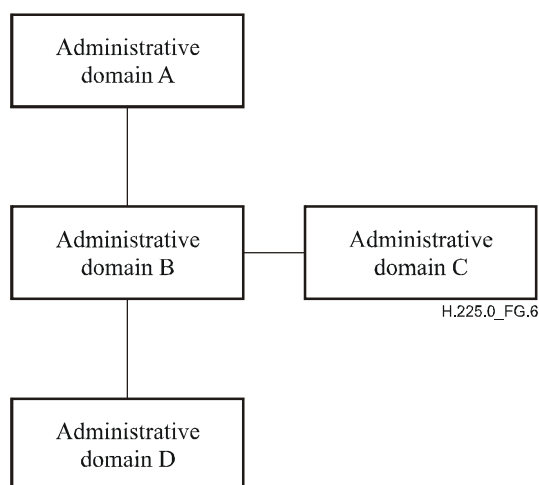 Administrative
domain A
Administrative
domain B
Administrative
domain C
H.225.0_FG.6
Administrative
domain D